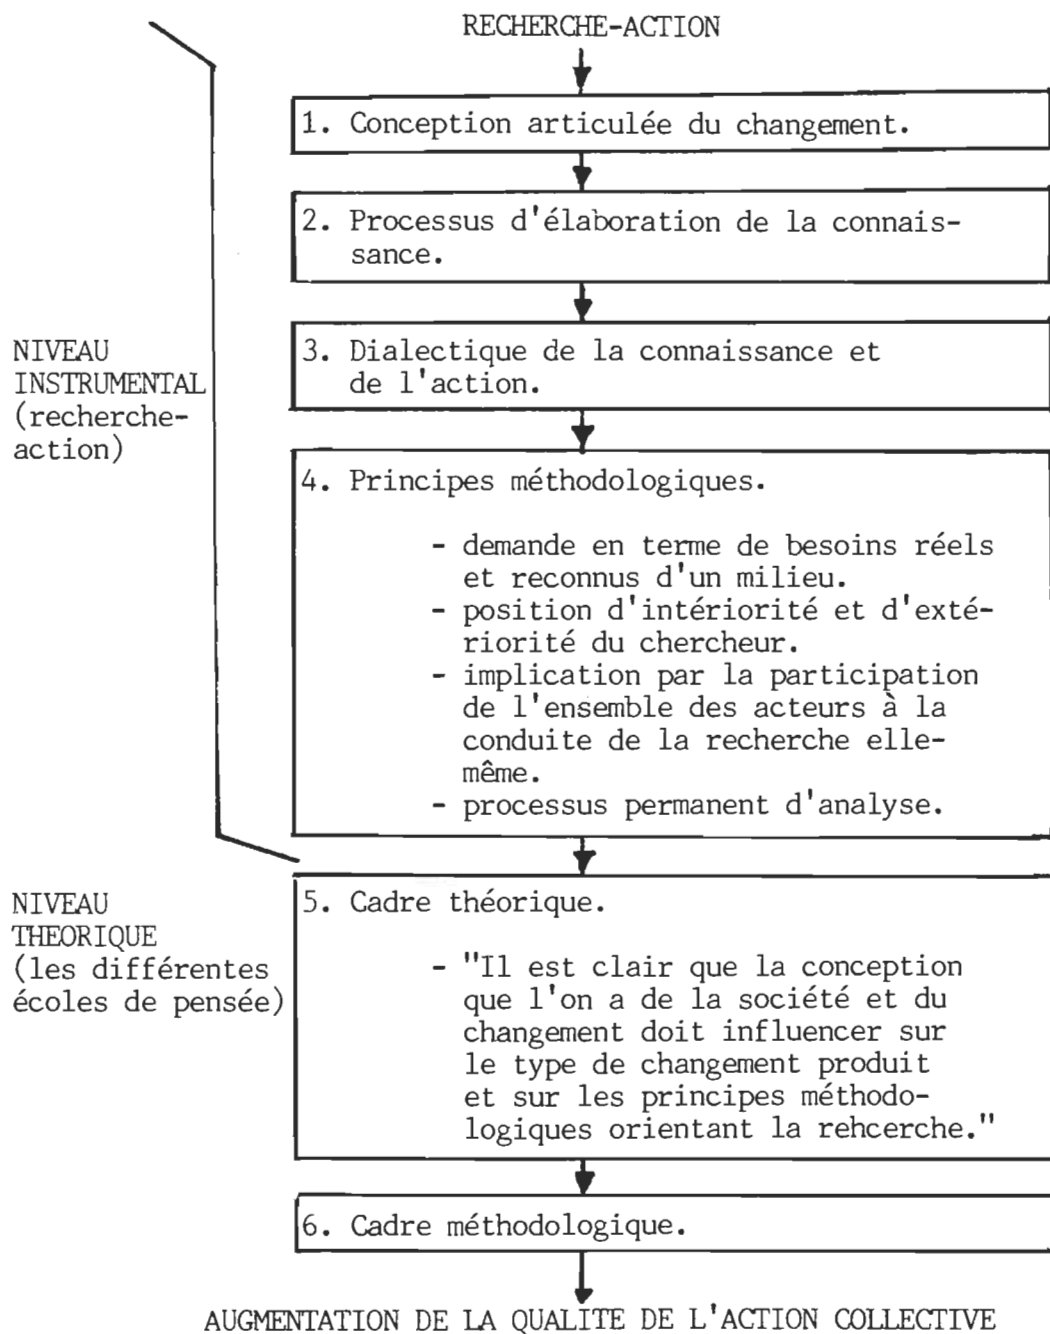 RECHERCHE-ACTION
1. Conception articulée du changement.
2. Processus d'élaboration de la connais-
sance.
3. Dialectique de la connaissance et
de l'action.
NIVEAU
INSTRUMENTAL
(recherche-
action)
4. Principes méthodologiques.
- demande en terme de besoins réels
et reconnus d'un milieu.
- position d'intériorité et d'exté-
riorité du chercheur.
- implication par la participation
de l'ensemble des acteurs à la
conduite de la recherche elle-
même.
- processus permanent d'analyse.
NIVEAU
THEORIQUE
(les différentes
écoles de pensée)
5. Cadre théorique.
- "Il est clair que la conception
que l'on a de la société et du
changement doit influencer sur
le type de changement produit
et sur les principes méthodo-
logiques orientant la rehcerche."
6. Cadre méthodologique.
AUGMENTATION DE LA QUALITE DE L'ACTION COLLECTIVE